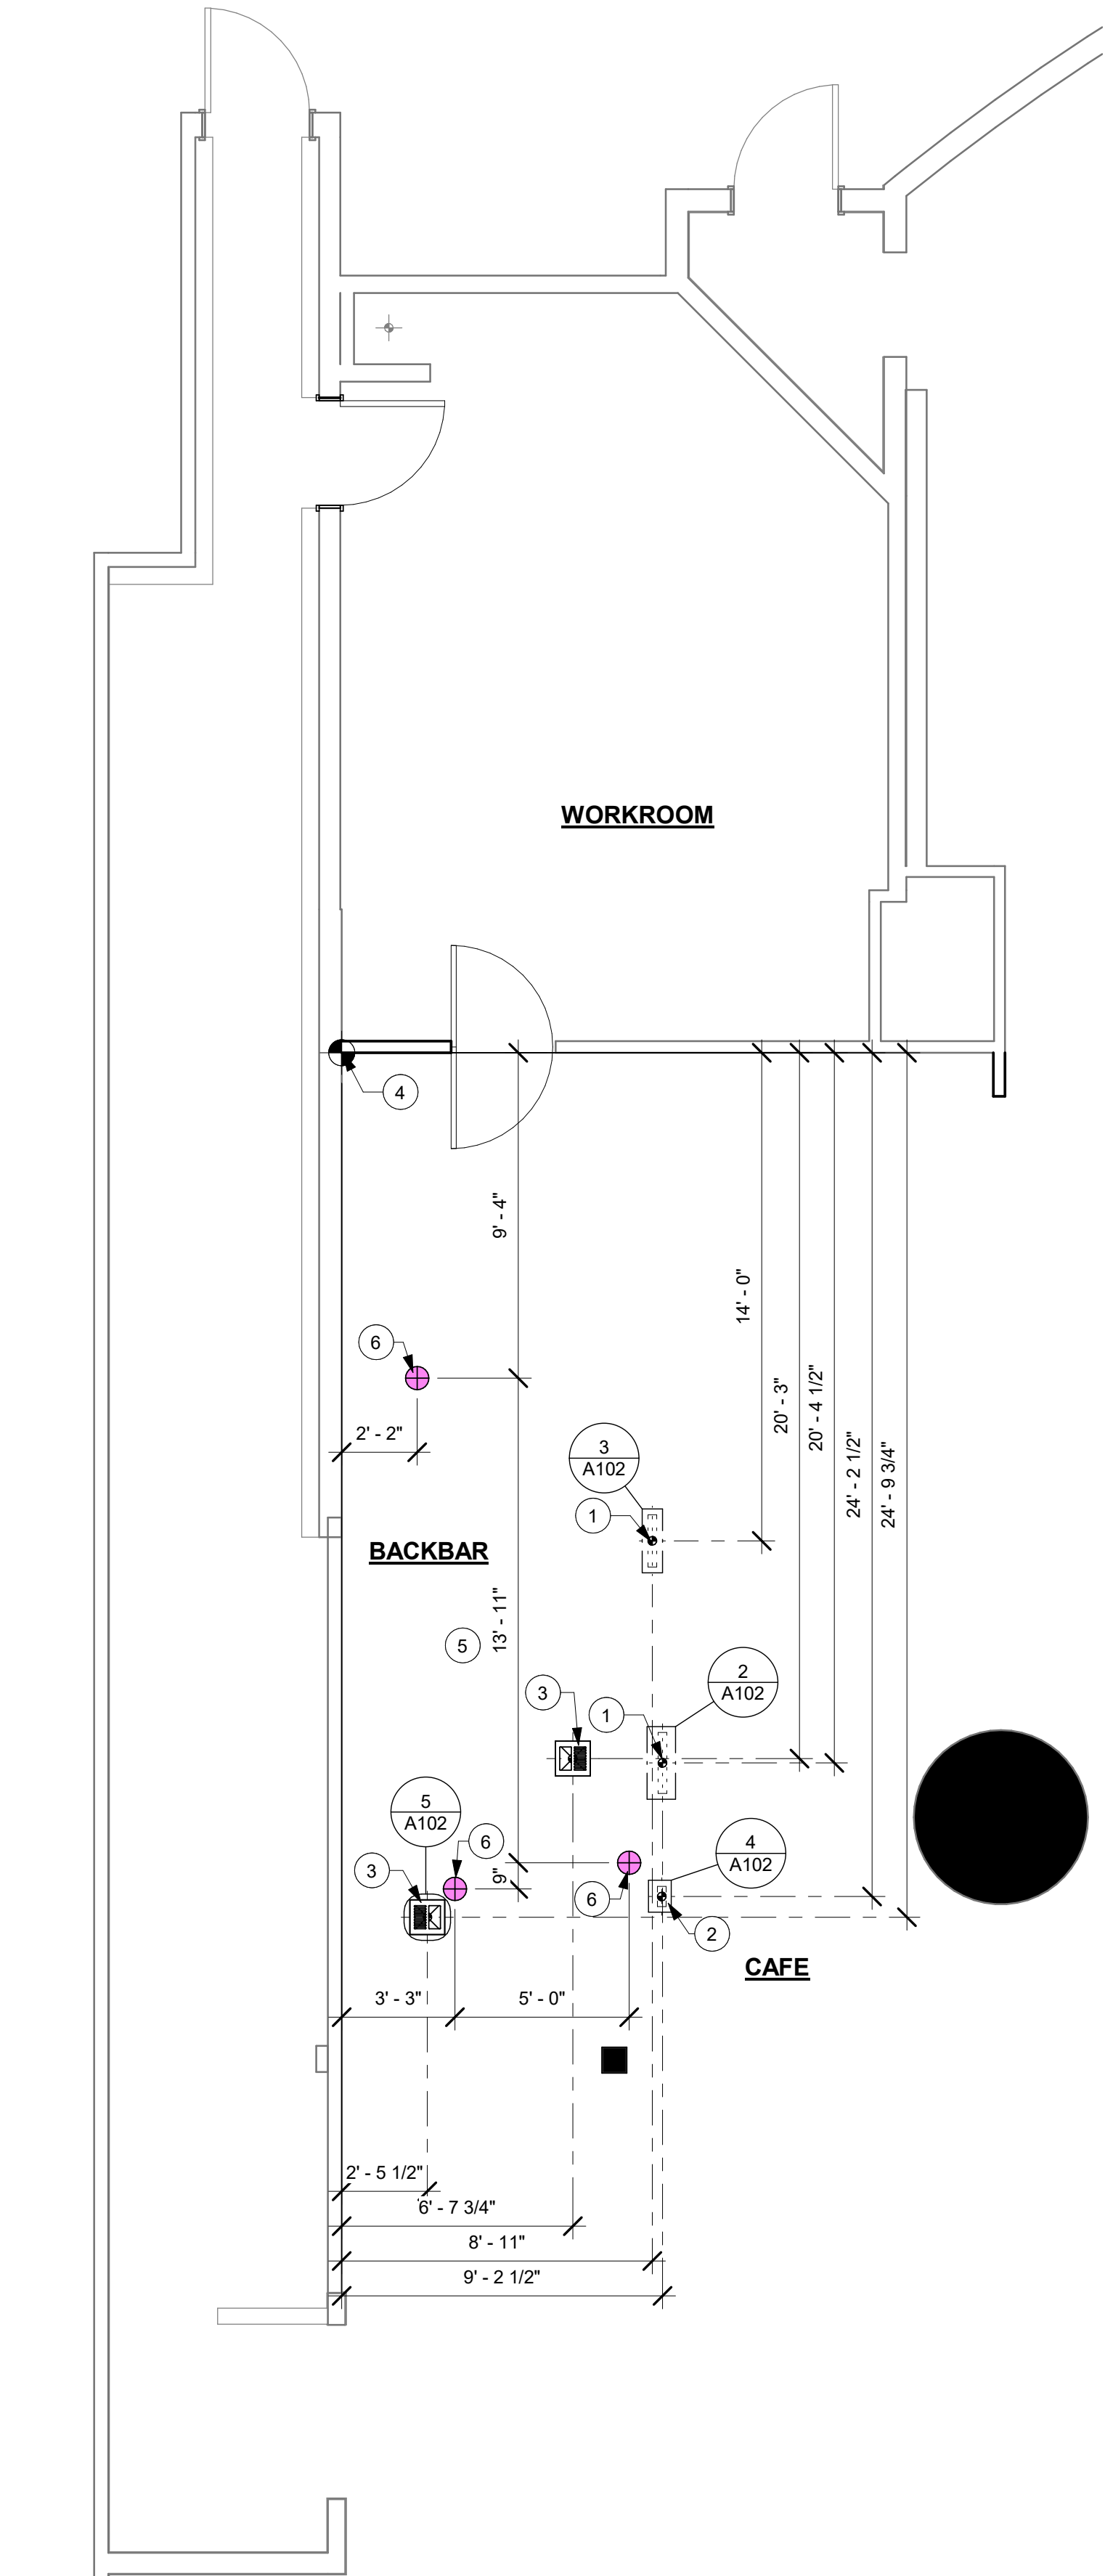 WORKROOM
4
9' - 4"
14' - 0"
6
20' - 3"
20' - 4 1/2"
2' - 2"
24' - 2 1/2"
24' - 9 3/4"
3
A102
1
BACKBAR
13' - 11"
5
2
A102
3
1
5
A102
6
4
A102
3
9"
6
2
CAFE
3' - 3"
5' - 0"
2' - 5 1/2"
6' - 7 3/4"
8' - 11"
9' - 2 1/2"